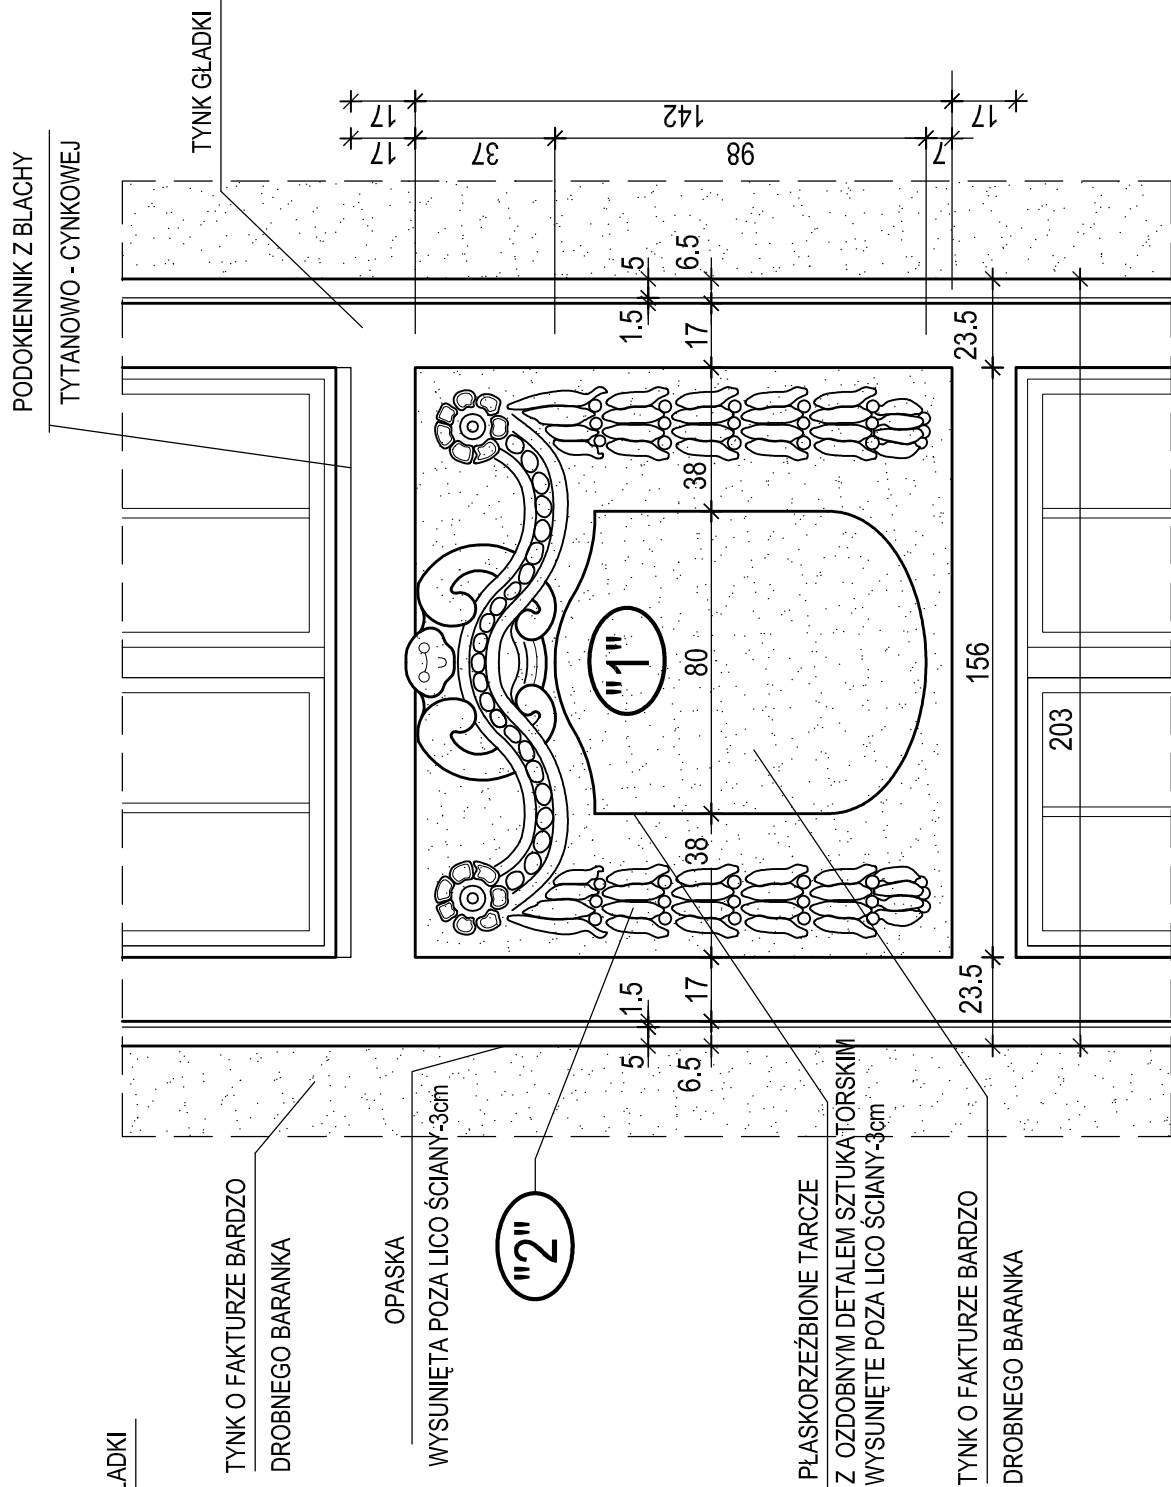 PODOKIENNIK Z BLACHY
TYTANOWO - CYNKOWEJ
TYNK GŁADKI
17
142
17
17
37
98
7
5
1.5
6.5
17
38
80
38
17
6.5
1.5
5
23.5
156
23.5
203
"1"
"2"
ŁADKI
TYNK O FAKTURZE BARDZO
DROBNEGO BARANKA
OPASKA
WYSUNIĘTA POZA LICO ŚCIANY-3cm
PŁASKORZEŹBIONE TARCZE
Z OZDOBNYM DETALEM SZTUKATORSKIM
WYSUNIĘTE POZA LICO ŚCIANY-3cm
TYNK O FAKTURZE BARDZO
DROBNEGO BARANKA